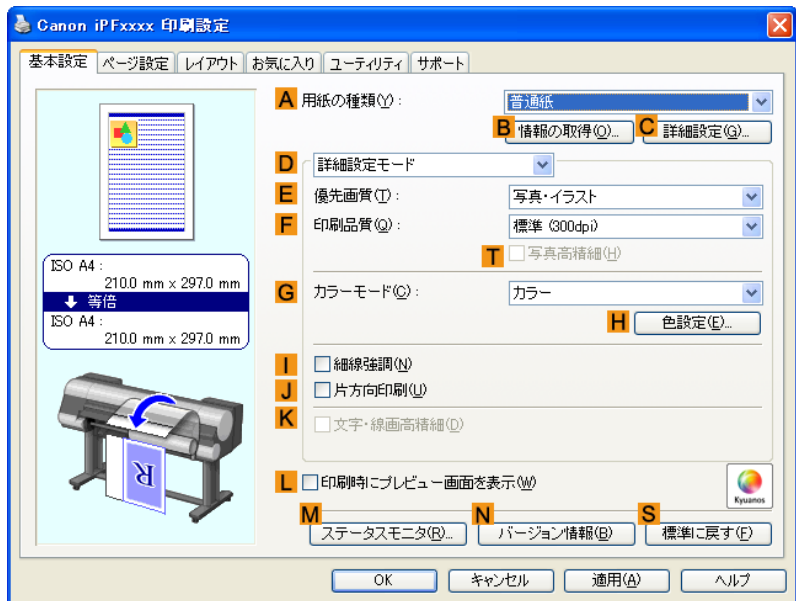 Canon iPFxxxx 印刷設定
基本設定 ページ設定 レイアウト お気に入り ユーティリティ サポート
A 用紙の種類(Y) : 普通紙
B 情報の取得(O)... C 詳細設定(G)...
D 詳細設定モード
E 優先画質(T) : 写真・イラスト
F 印刷品質(Q) : 標準 (300dpi)
T 写真高精細(H)
ISO A4 :
210.0 mm x 297.0 mm
等倍
ISO A4 :
210.0 mm x 297.0 mm
G カラーモード(C) : カラー
H 色設定(E)...
I 細線強調(N)
J 片方向印刷(U)
K 文字・線画高精細(D)
R
L 印刷時にプレビュー画面を表示(W)
Kyuanos
M ステータスモニタ(R)... N バージョン情報(B) S 標準に戻す(F)
OK キャンセル 適用(A) ヘルプ